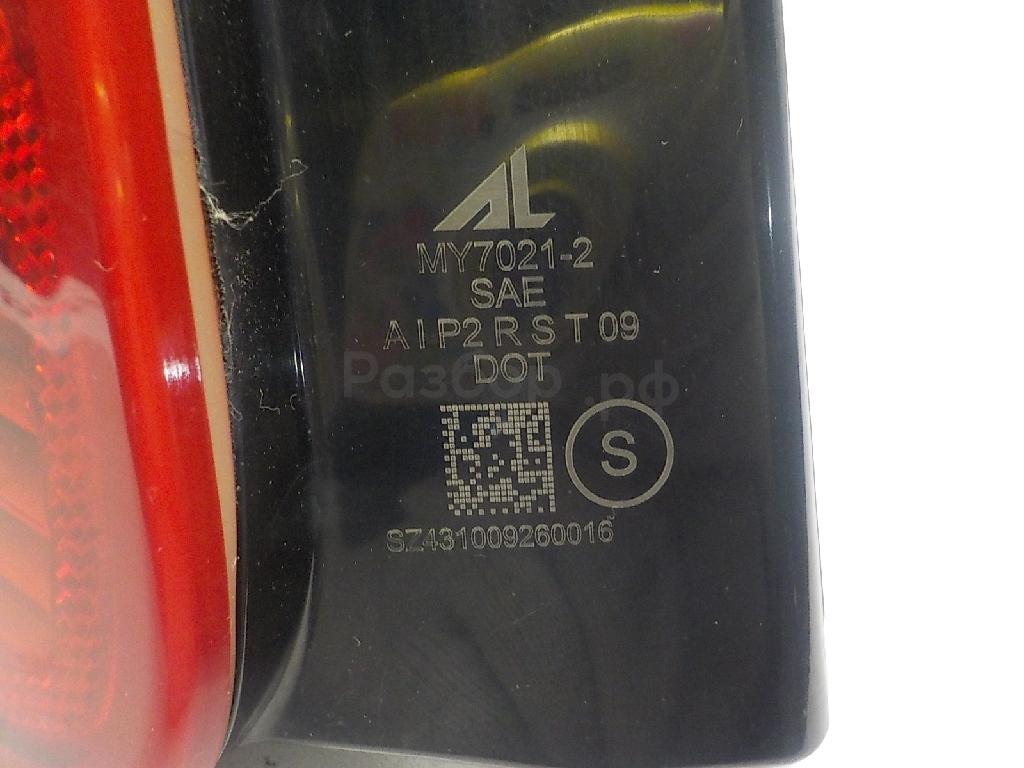 AL
MY7021-2
SAE
A I P2 R S T 09
DOT
Разбор.рф
S
SZ431009260016